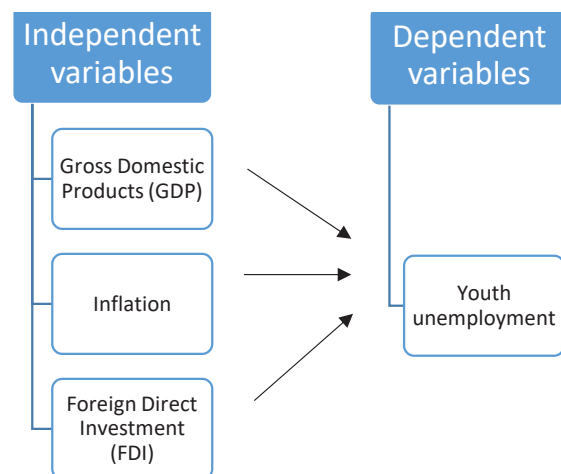 Independent
variables
Gross Domestic
Products (GDP)
Inflation
Foreign Direct
Investment
(FDI)
Dependent
variables
Youth
unemployment